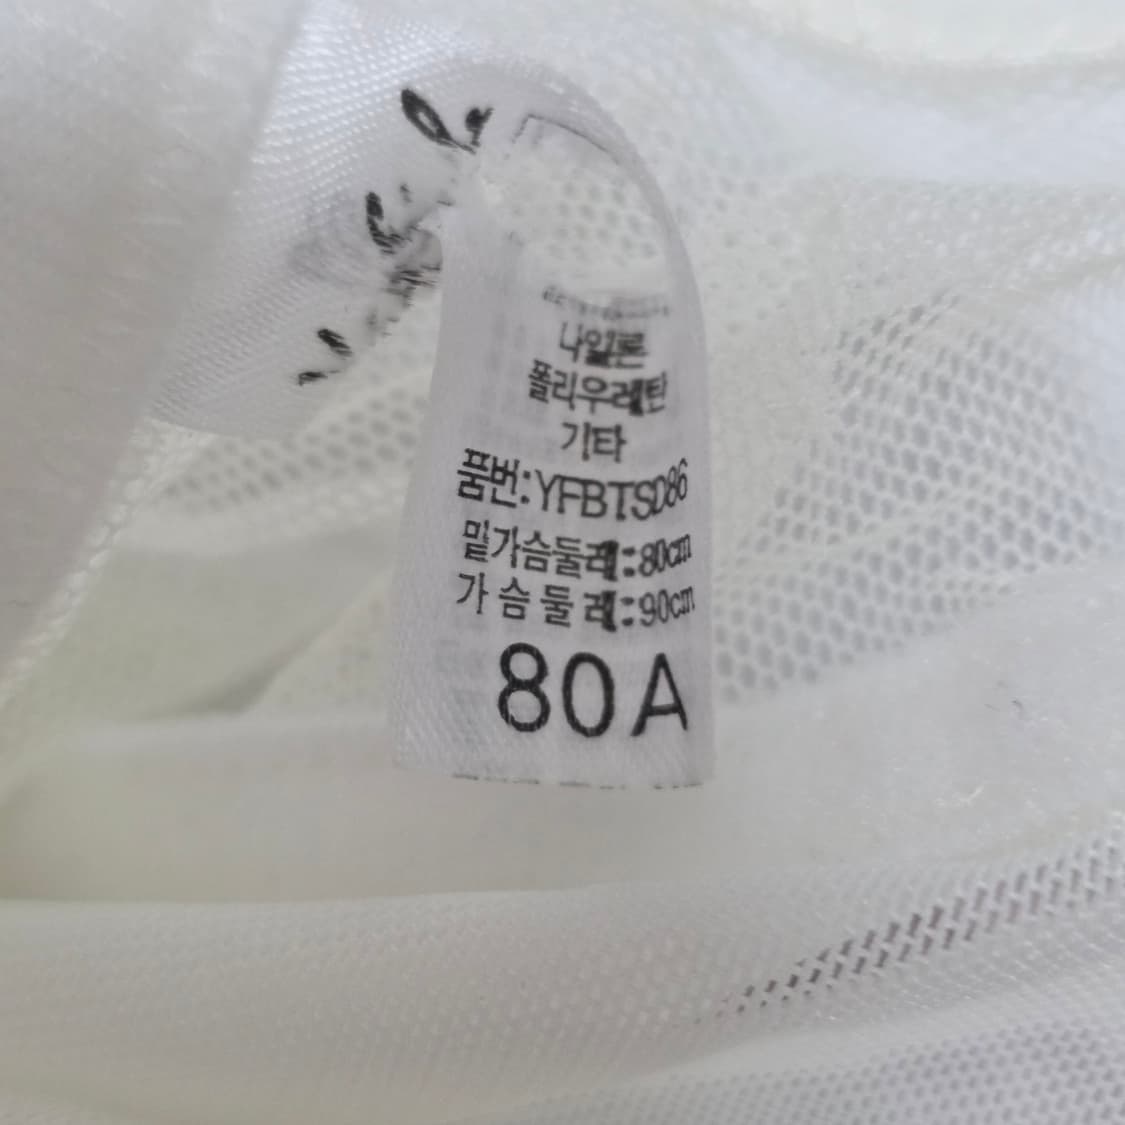 나일론
폴리우레탄
기타
품번:YFBTSD86
밑가슴둘레:80cm
가슴둘레:90cm
80A